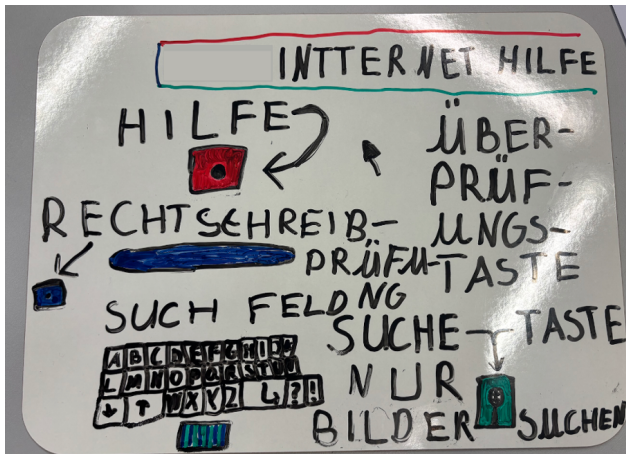 INTTERNET HILFE
HILFE
ÜBER-
PRÜF-
UNGS-
TASTE
RECHTSCHREIB-
PRÜFU
NG
SUCH FELD
SUCHE TASTE
A B C D E F G H I J K
L M N O P Q R S T U V
↓ ↑ W X Y Z ↳ ? !
NUR
BILDER SUCHEN